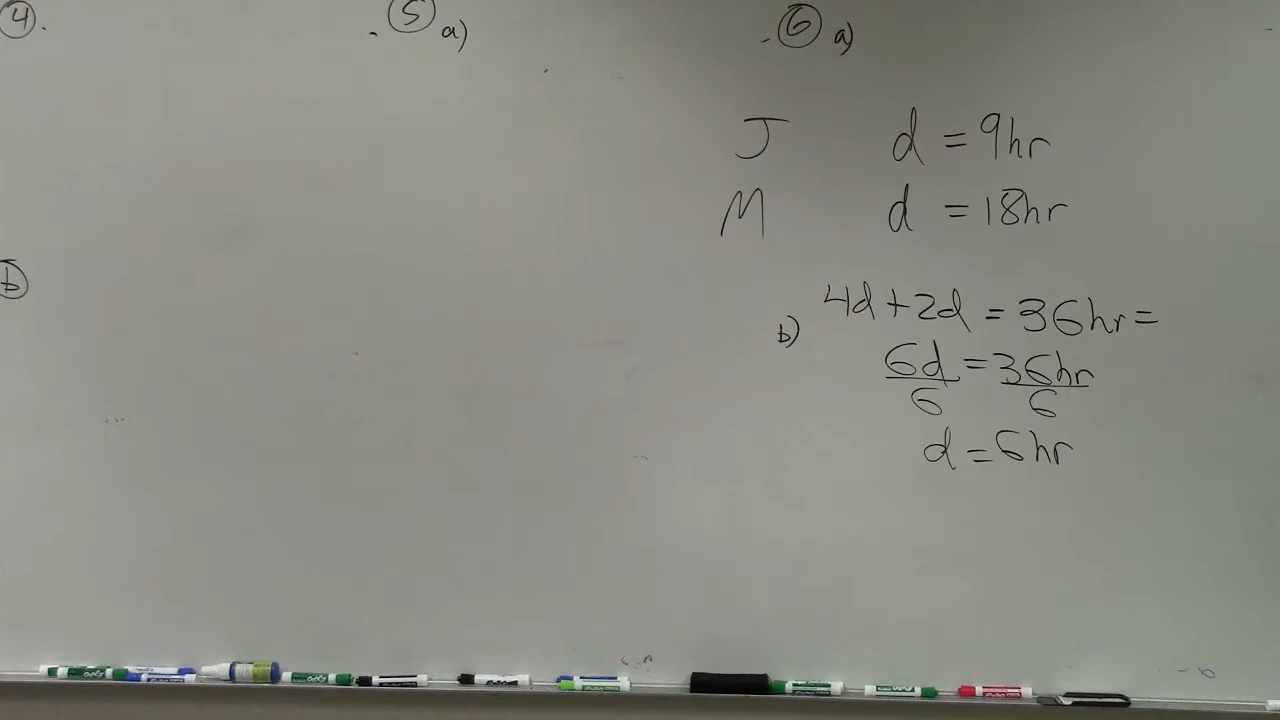 ④.
⑤ a)
⑥ a)
J d = 9hr
M d = 18hr
ⓑ
b) 4d + 2d = 36hr =
6d = 36hr
6 6
d = 6hr